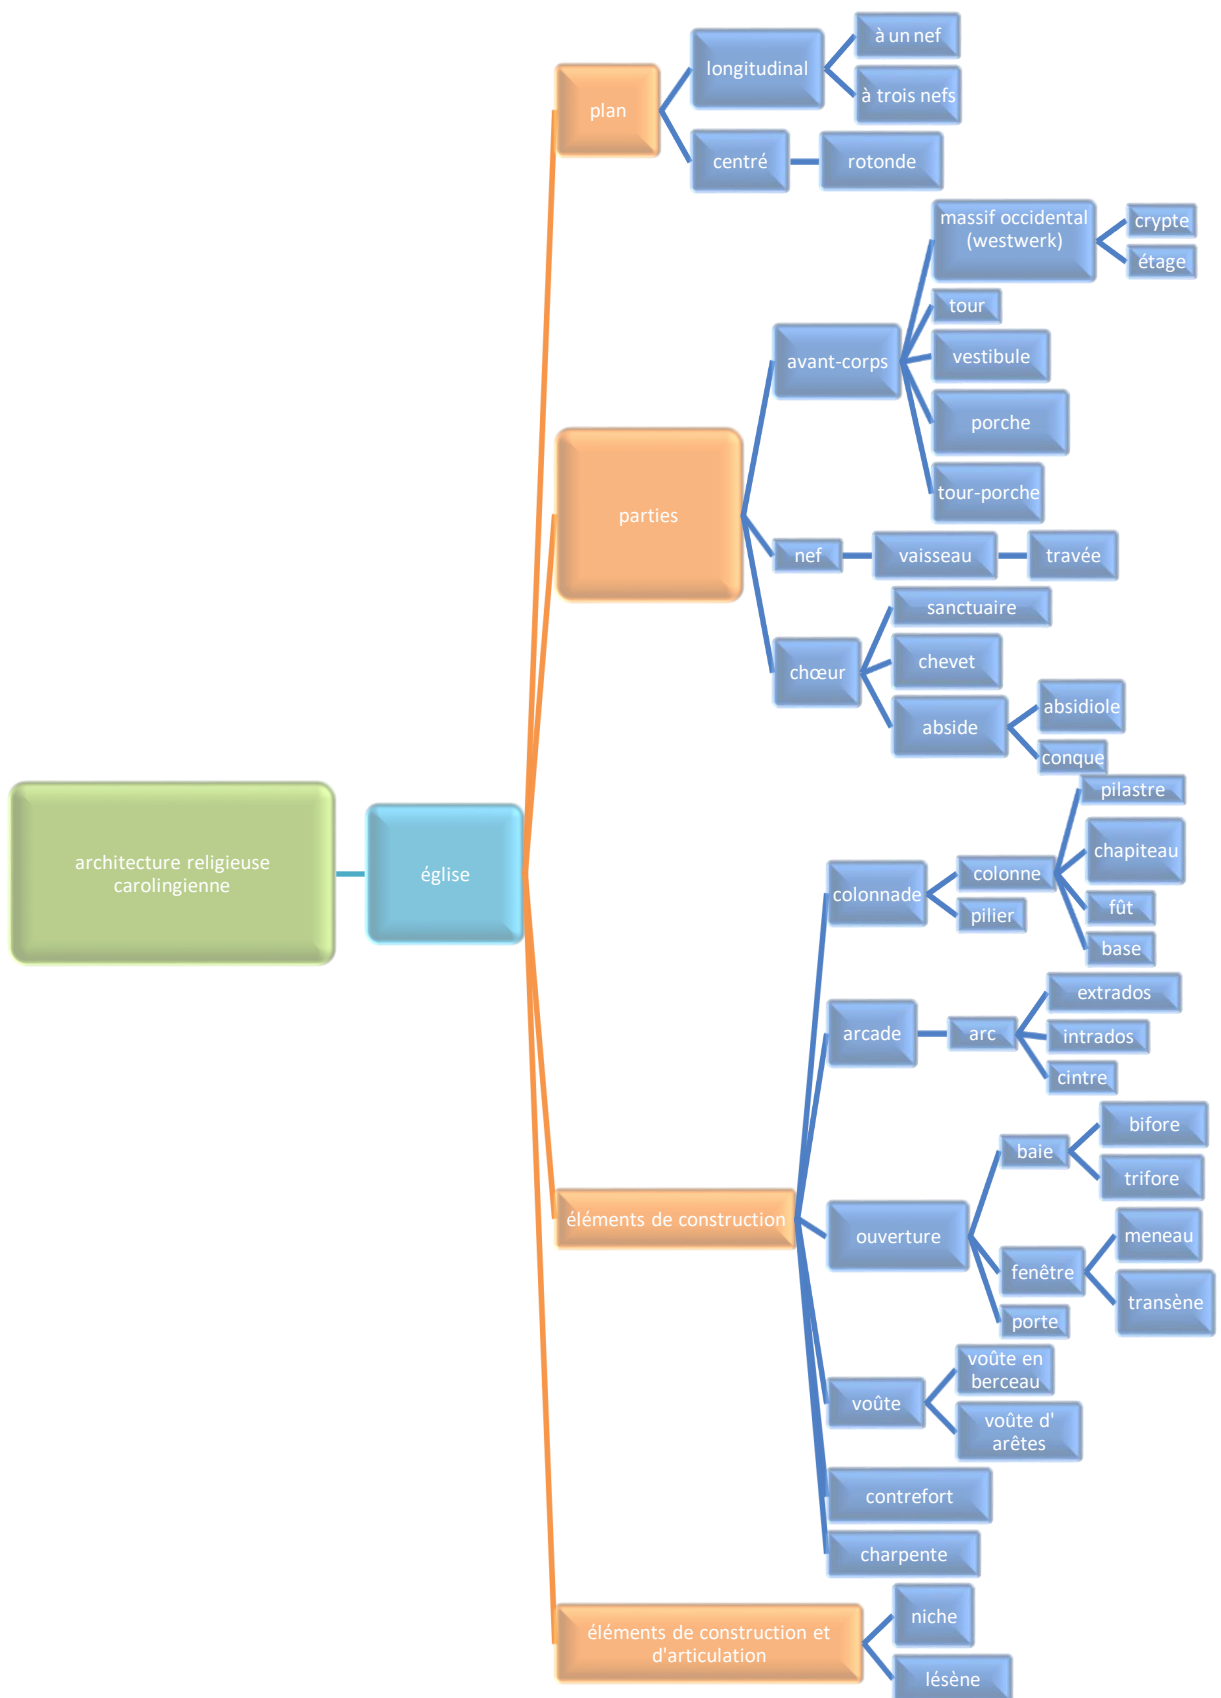 architecture religieuse
carolingienne
église
plan
longitudinal
à un nef
à trois nefs
centré
rotonde
parties
avant-corps
massif occidental
(westwerk)
crypte
étage
tour
vestibule
porche
tour-porche
nef
vaisseau
travée
chœur
sanctuaire
chevet
abside
absidiole
conque
éléments de construction
colonnade
colonne
pilastre
chapiteau
fût
base
pilier
arcade
arc
extrados
intrados
cintre
ouverture
baie
bifore
trifore
fenêtre
meneau
transène
porte
voûte
voûte en
berceau
voûte d'
arêtes
contrefort
charpente
éléments de construction et
d'articulation
niche
lésène